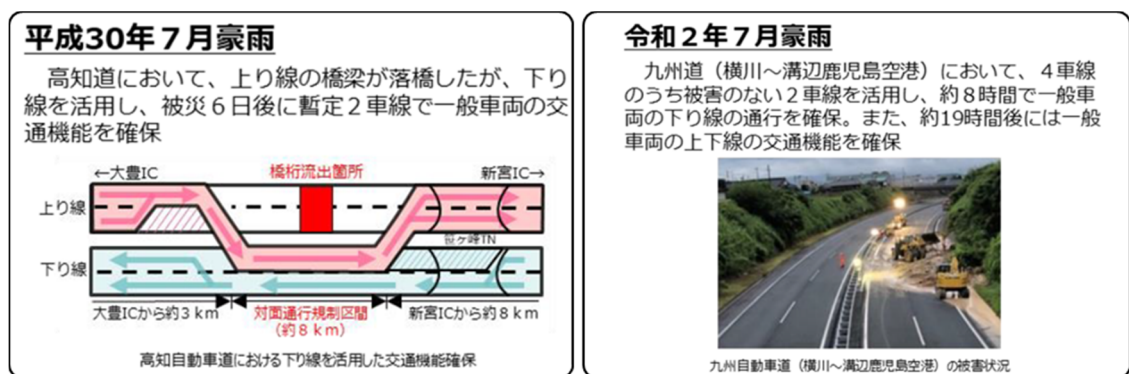 平成30年７月豪雨
高知道において、上り線の橋梁が落橋したが、下り
線を活用し、被災６日後に暫定２車線で一般車両の交
通機能を確保
←大豊IC
橋桁流出箇所
新宮IC→
上り線
笹ヶ峰TN
下り線
大豊ICから約3ｋｍ
対面通行規制区間
（約８ｋｍ）
新宮ICから約８ｋｍ
高知自動車道における下り線を活用した交通機能確保
令和２年７月豪雨
九州道（横川～溝辺鹿児島空港）において、４車線
のうち被害のない２車線を活用し、約８時間で一般車
両の下り線の通行を確保。また、約19時間後には一般
車両の上下線の交通機能を確保
九州自動車道（横川～溝辺鹿児島空港）の被害状況